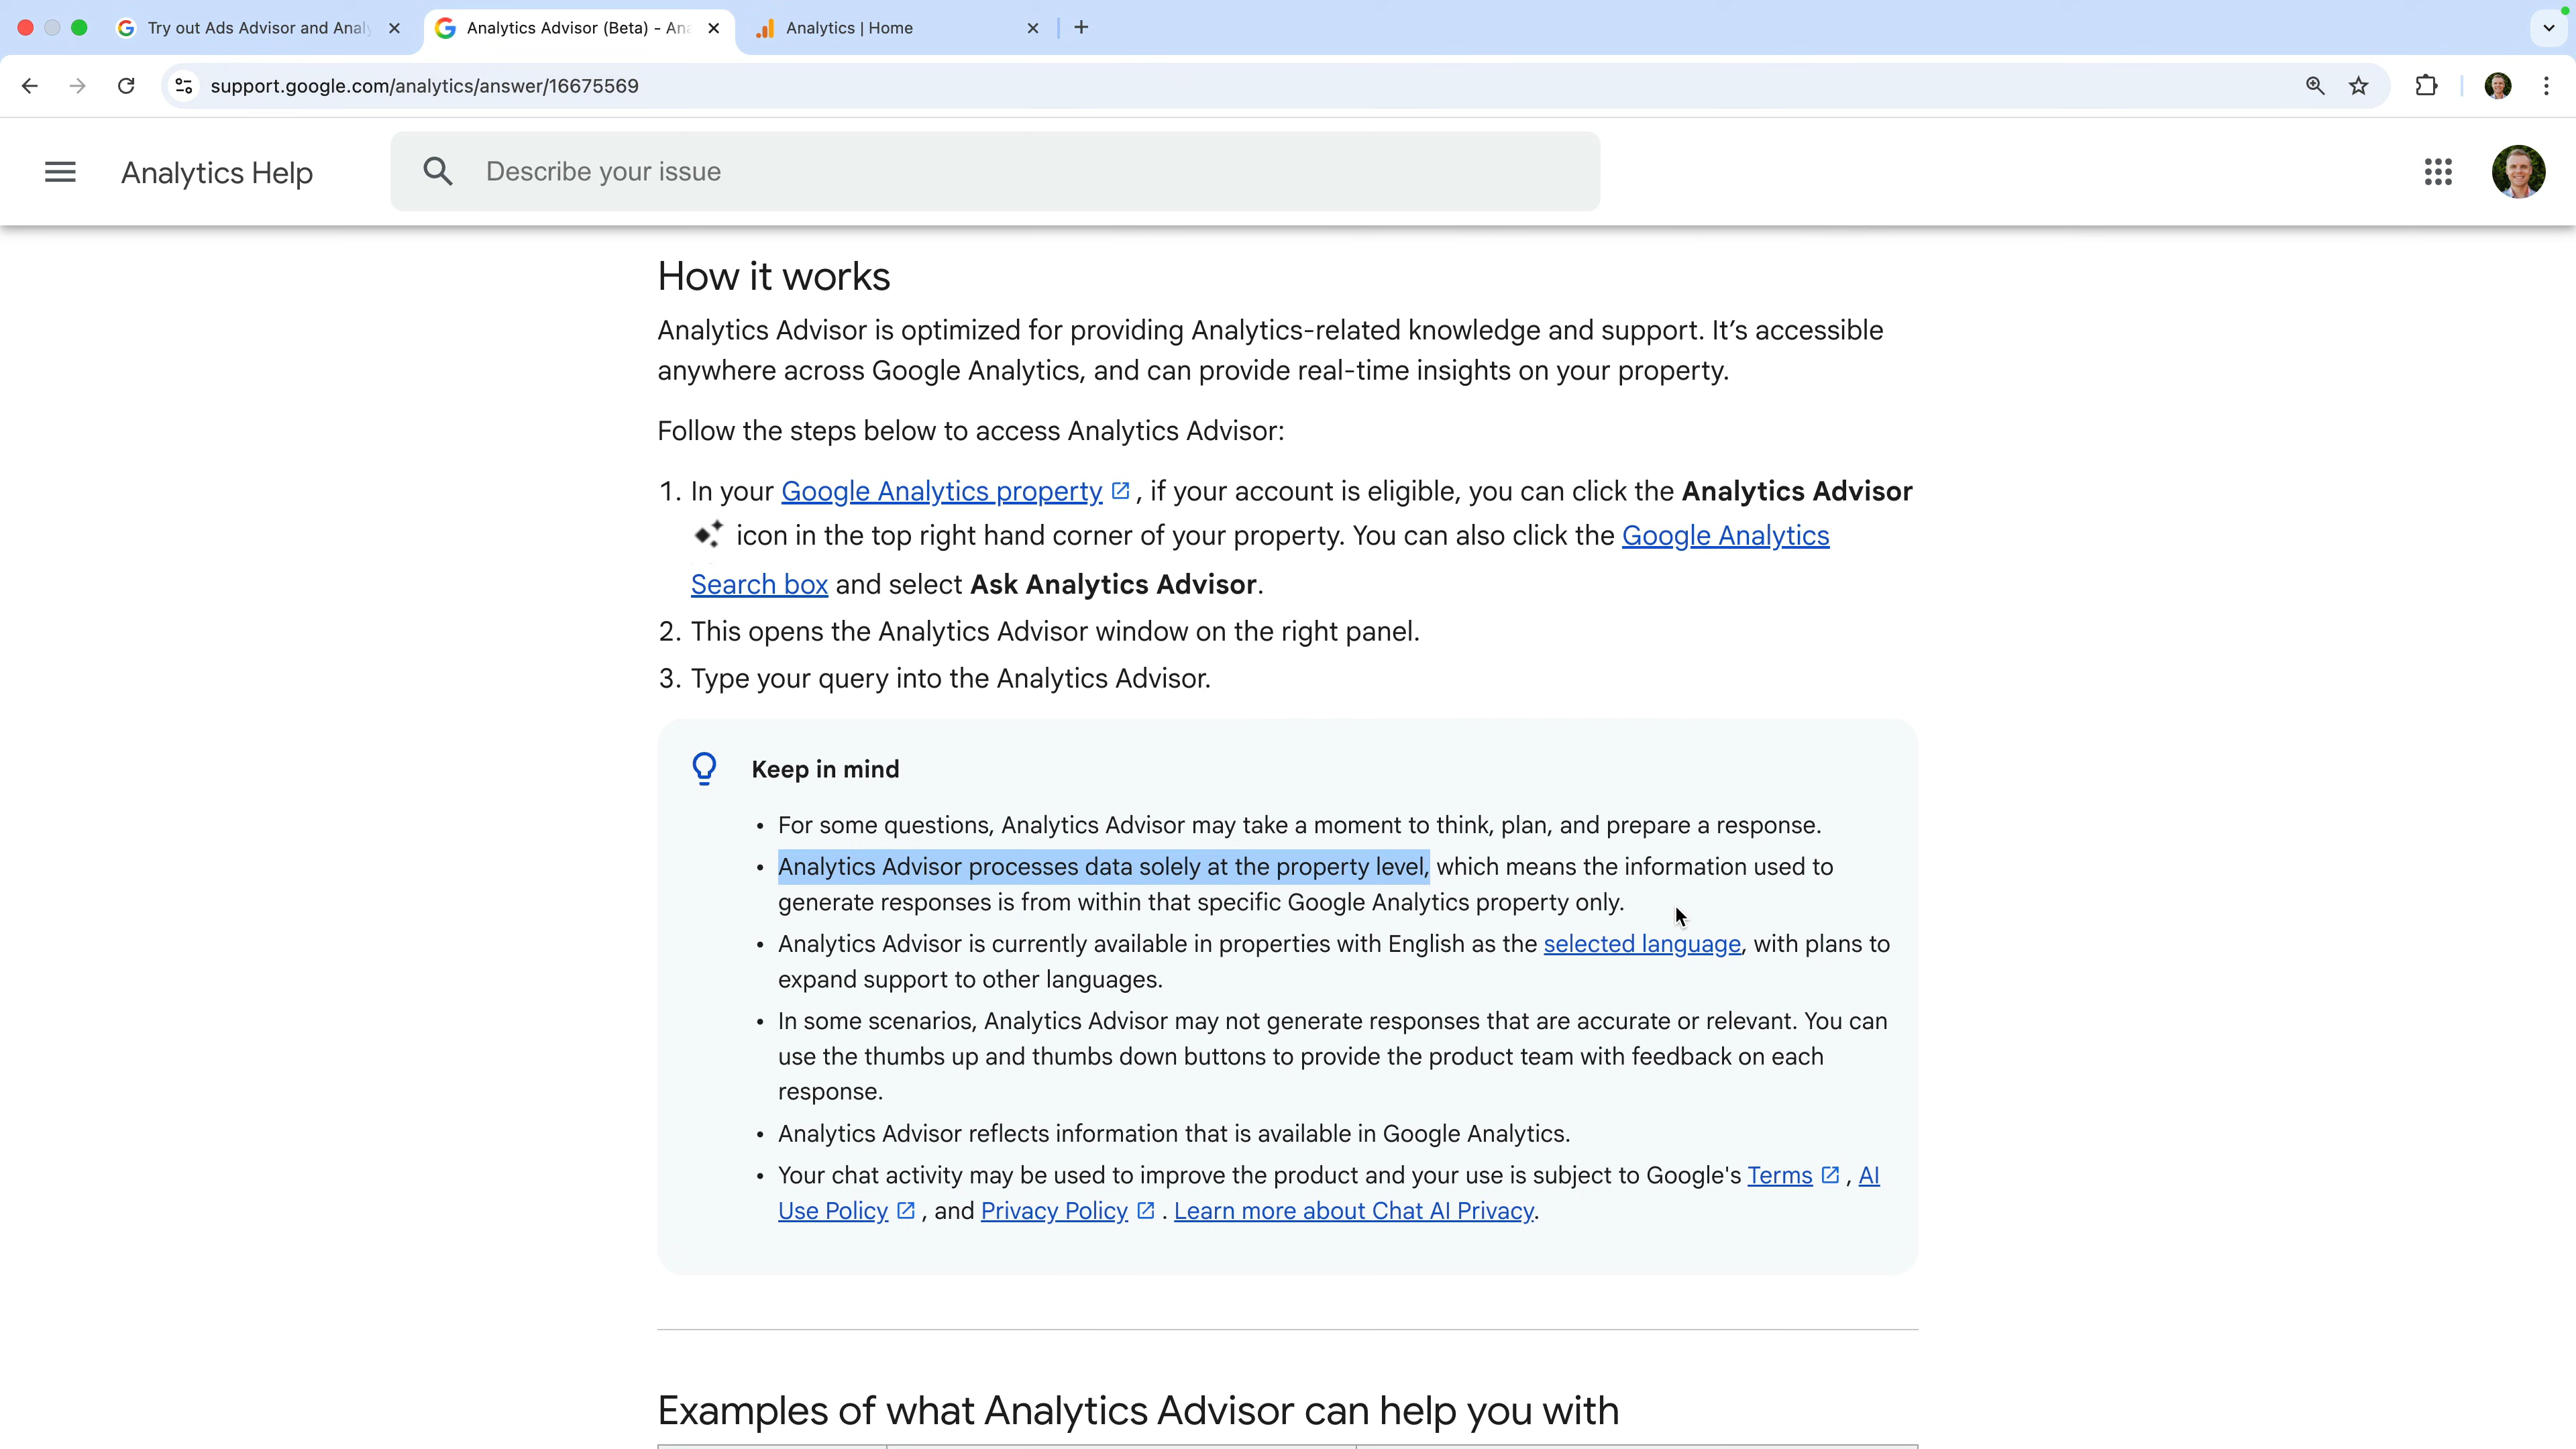 Try out Ads Advisor and Analy
Analytics Advisor (Beta) - Ana
Analytics | Home
support.google.com/analytics/answer/16675569
Analytics Help
Describe your issue
How it works
Analytics Advisor is optimized for providing Analytics-related knowledge and support. It’s accessible
anywhere across Google Analytics, and can provide real-time insights on your property.
Follow the steps below to access Analytics Advisor:
1. In your Google Analytics property , if your account is eligible, you can click the Analytics Advisor
icon in the top right hand corner of your property. You can also click the Google Analytics
Search box and select Ask Analytics Advisor.
2. This opens the Analytics Advisor window on the right panel.
3. Type your query into the Analytics Advisor.
Keep in mind
• For some questions, Analytics Advisor may take a moment to think, plan, and prepare a response.
• Analytics Advisor processes data solely at the property level, which means the information used to
generate responses is from within that specific Google Analytics property only.
• Analytics Advisor is currently available in properties with English as the selected language, with plans to
expand support to other languages.
• In some scenarios, Analytics Advisor may not generate responses that are accurate or relevant. You can
use the thumbs up and thumbs down buttons to provide the product team with feedback on each
response.
• Analytics Advisor reflects information that is available in Google Analytics.
• Your chat activity may be used to improve the product and your use is subject to Google's Terms , AI
Use Policy , and Privacy Policy . Learn more about Chat AI Privacy.
Examples of what Analytics Advisor can help you with